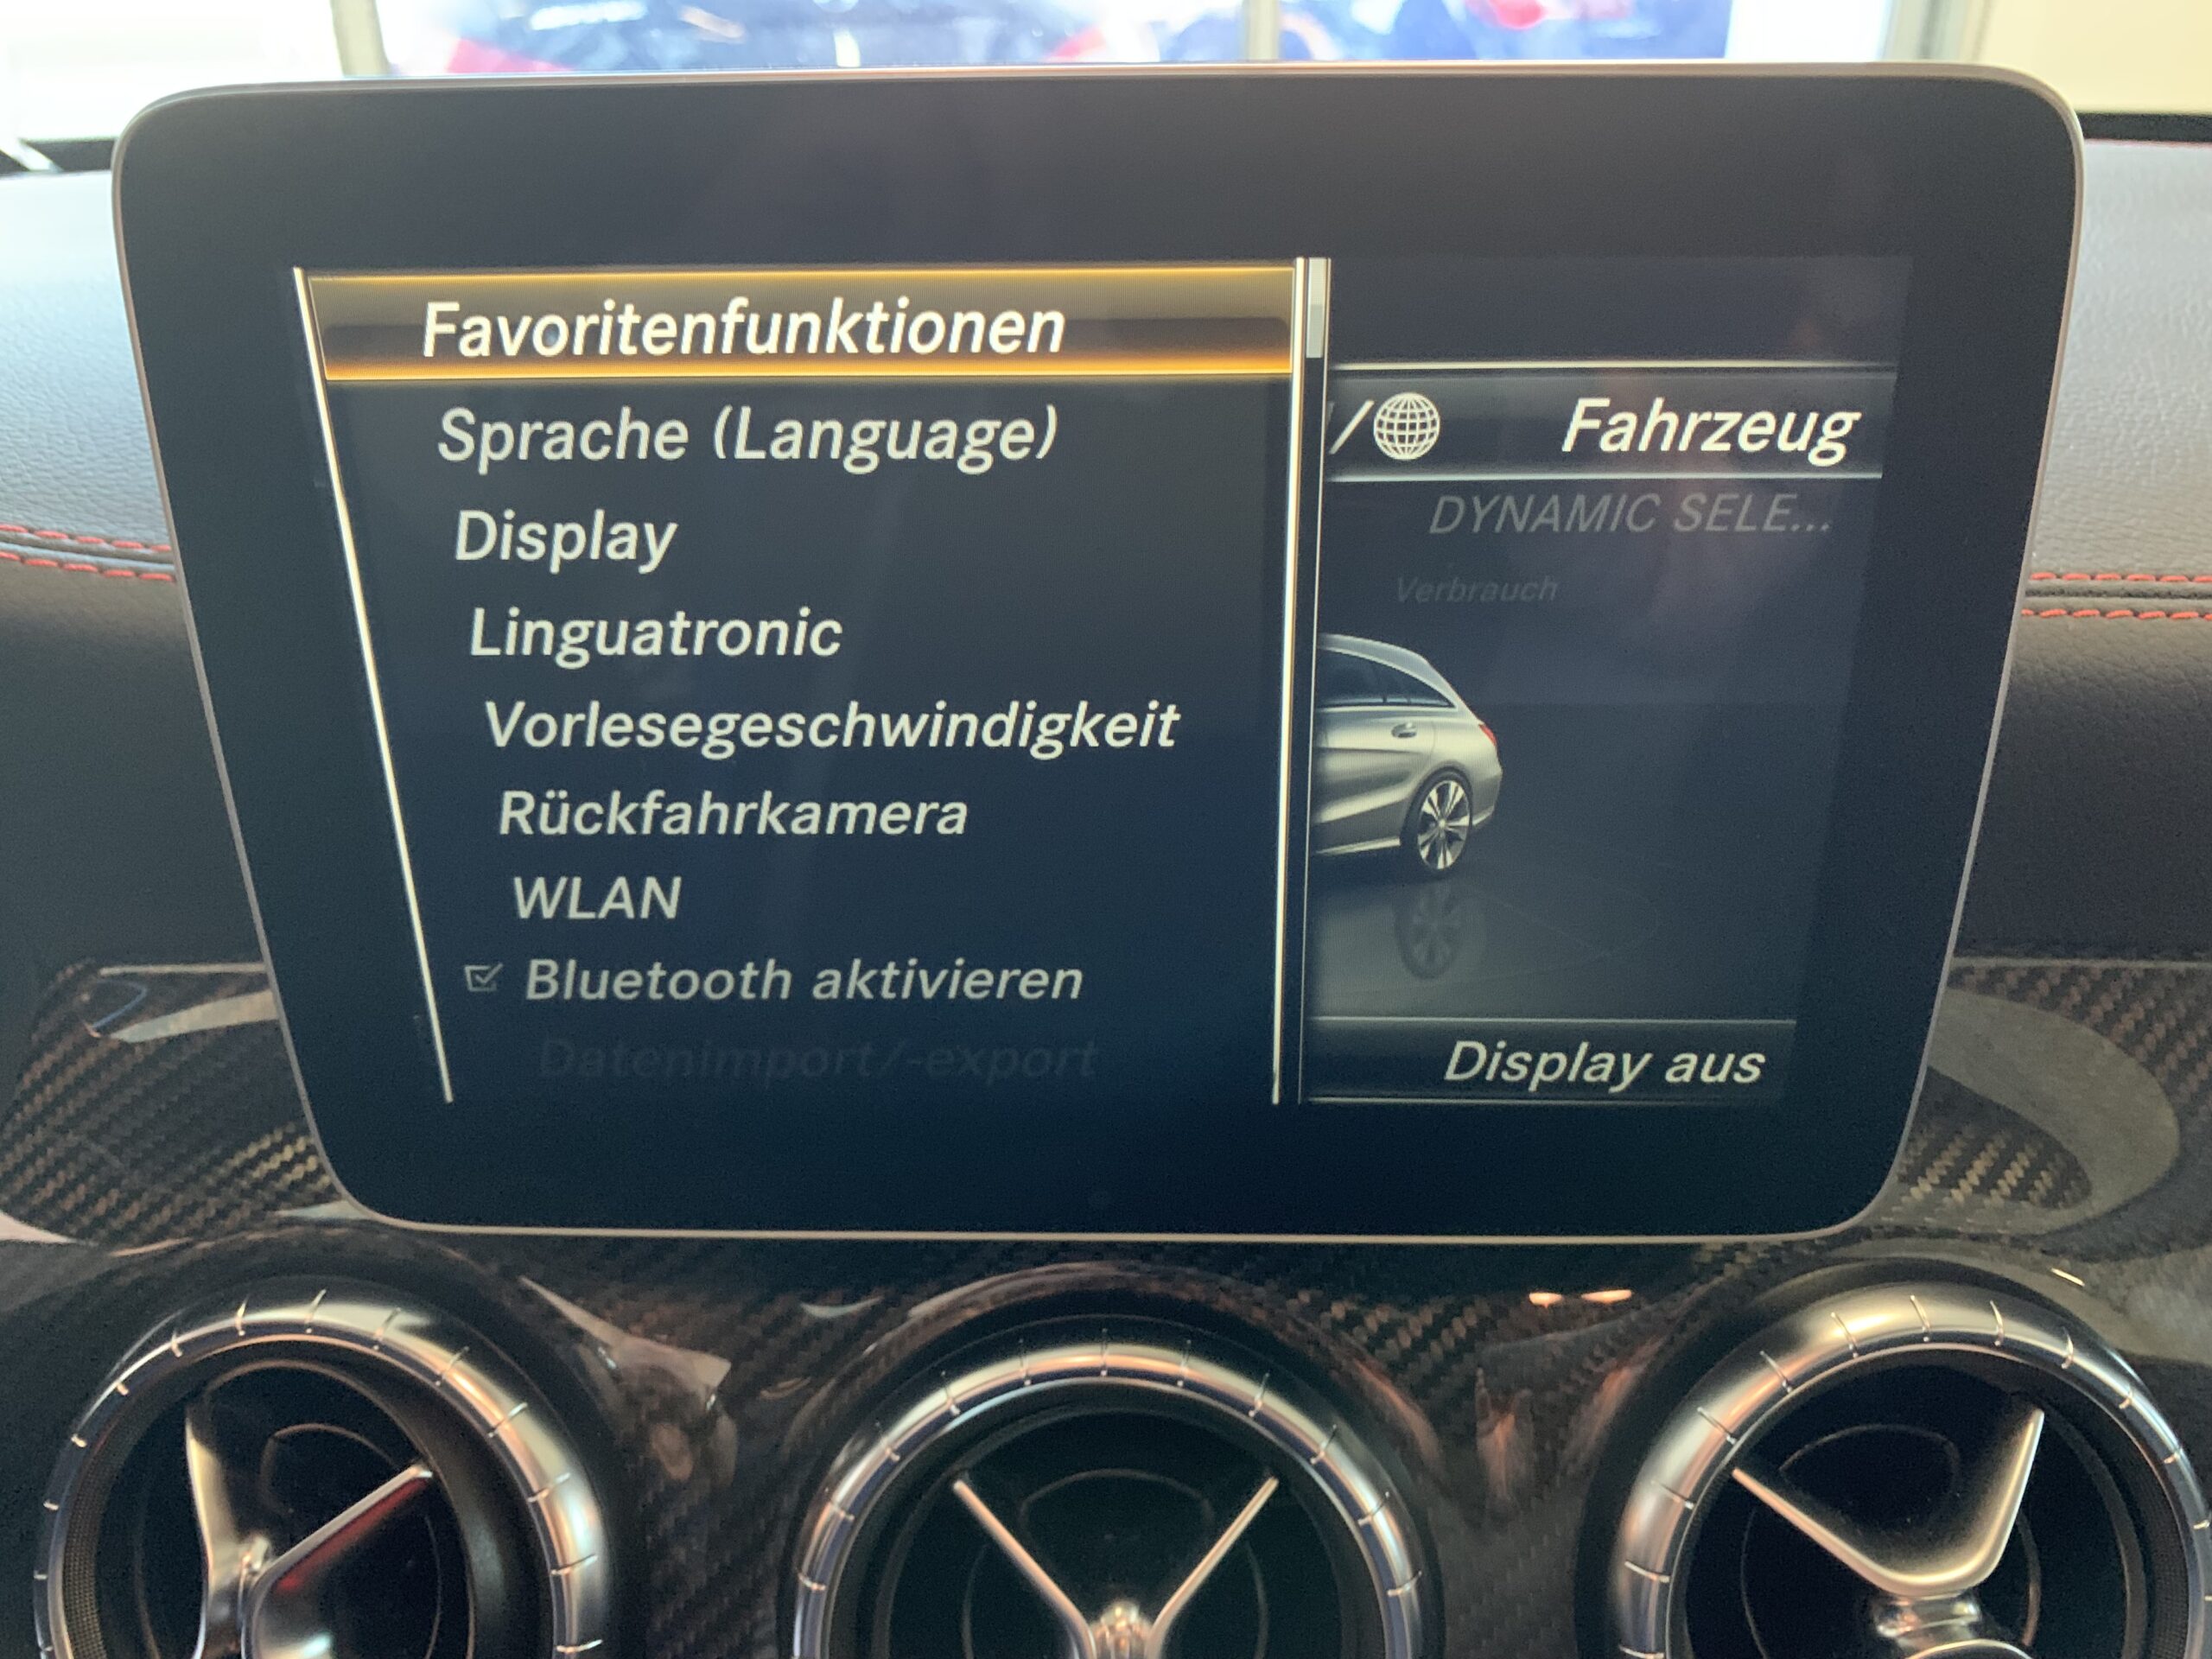 Favoritenfunktionen
Sprache (Language)
Display
Linguatronic
Vorlesegeschwindigkeit
Rückfahrkamera
WLAN
Bluetooth aktivieren
Datenimport/-export
/ Fahrzeug
DYNAMIC SELE...
Verbrauch
Display aus